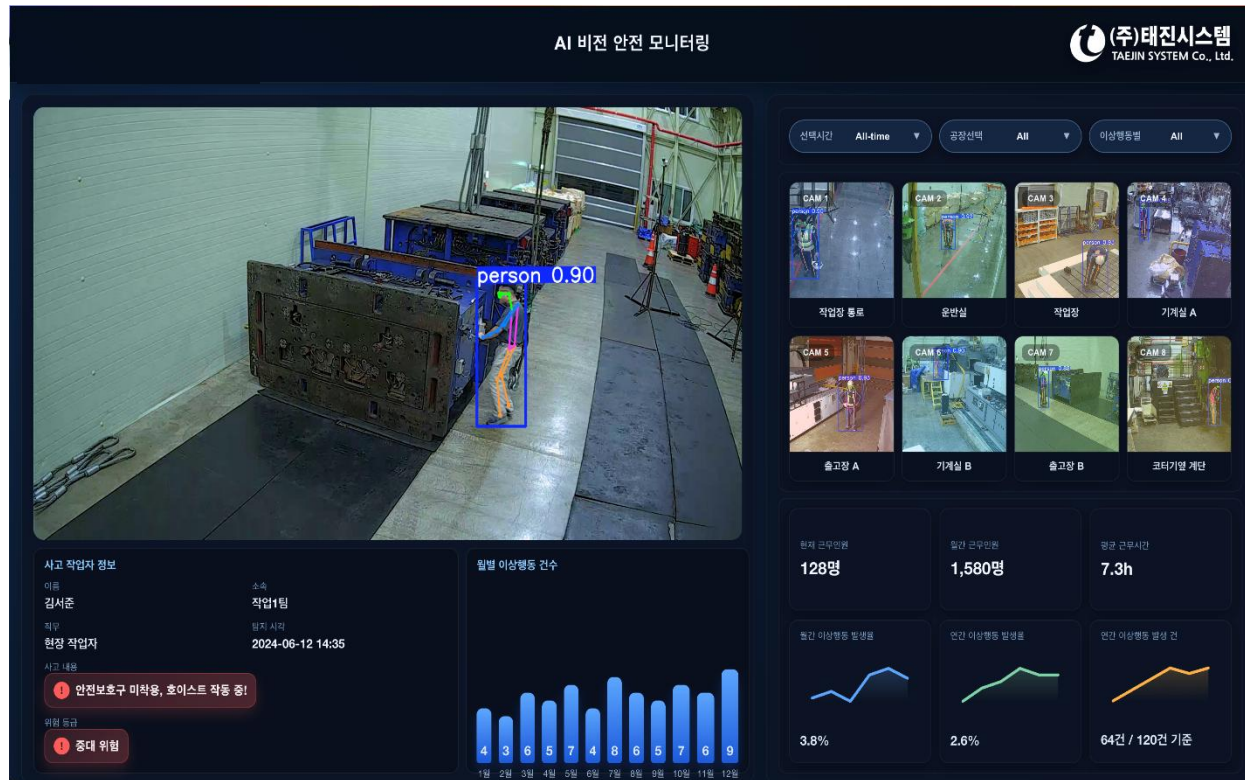 AI 비전 안전 모니터링
(주)태진시스템
TAEJIN SYSTEM Co., Ltd.
person 0.90
선택시간 All-time ▼
공장선택 All ▼
이상행동별 All ▼
CAM 1
CAM 2
CAM 3
CAM 4
person 0.90
작업장 통로
운반실
작업장
기계실 A
CAM 5
CAM 6
CAM 7
CAM 8
출고장 A
기계실 B
출고장 B
코터기옆 계단
사고 작업자 정보
이름
소속
김서준
작업1팀
직무
탐지 시각
현장 작업자
2024-06-12 14:35
사고 내용
안전보호구 미착용, 호이스트 작동 중!
위험 등급
중대 위험
월별 이상행동 건수
4 3 6 5 7 4 8 6 5 7 6 9
1월 2월 3월 4월 5월 6월 7월 8월 9월 10월 11월 12월
현재 근무인원
128명
월간 근무인원
1,580명
평균 근무시간
7.3h
월간 이상행동 발생율
3.8%
연간 이상행동 발생율
2.6%
연간 이상행동 발생 건
64건 / 120건 기준